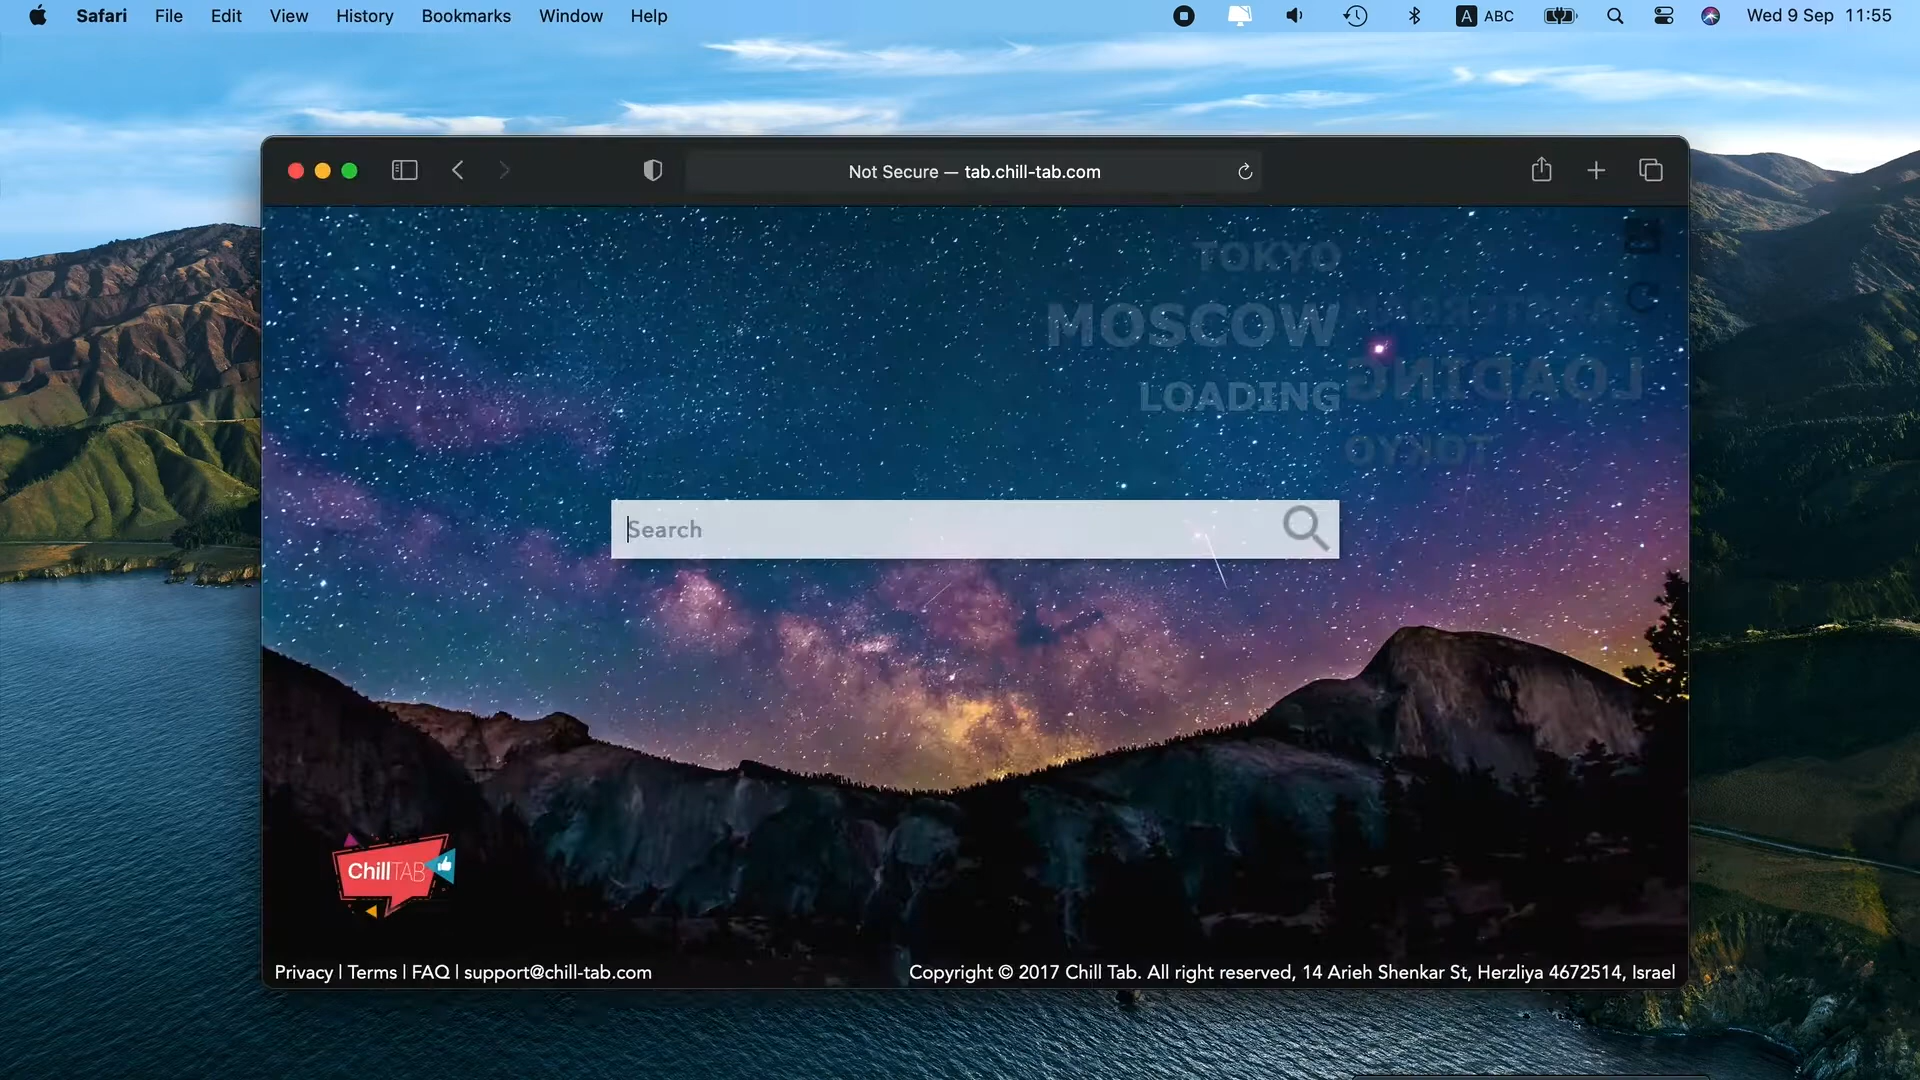 Safari File Edit View History Bookmarks Window Help A ABC Wed 9 Sep 11:55
Not Secure — tab.chill-tab.com
TOKYO
MOSCOW
LOADING
LOADING
TOKYO
Search
ChillTAB
Privacy | Terms | FAQ | support@chill-tab.com
Copyright © 2017 Chill Tab. All right reserved, 14 Arieh Shenkar St, Herzliya 4672514, Israel